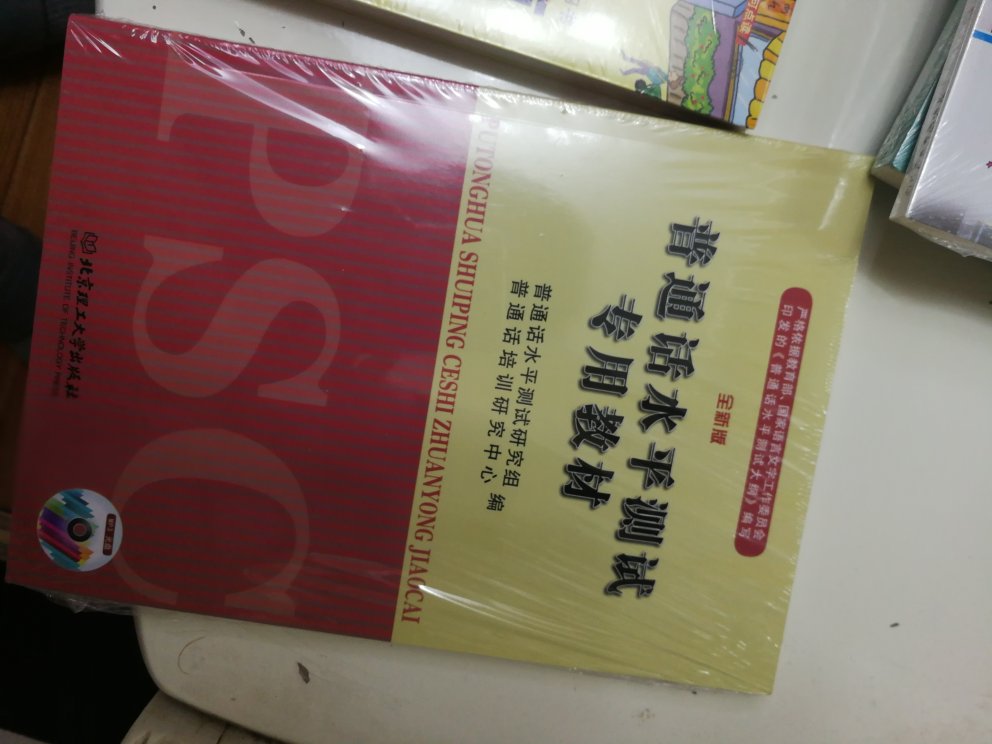 严格依据教育部、国家语言文字工作委员会
印发的《普通话水平测试大纲》编写
全新版
普通话水平测试
专用教材
普通话水平测试研究组
普通话培训研究中心 编
PUTONGHUA SHUIPING CESHI ZHUANYONG JIAOCAI
PSC
北京理工大学出版社
BEIJING INSTITUTE OF TECHNOLOGY PRESS